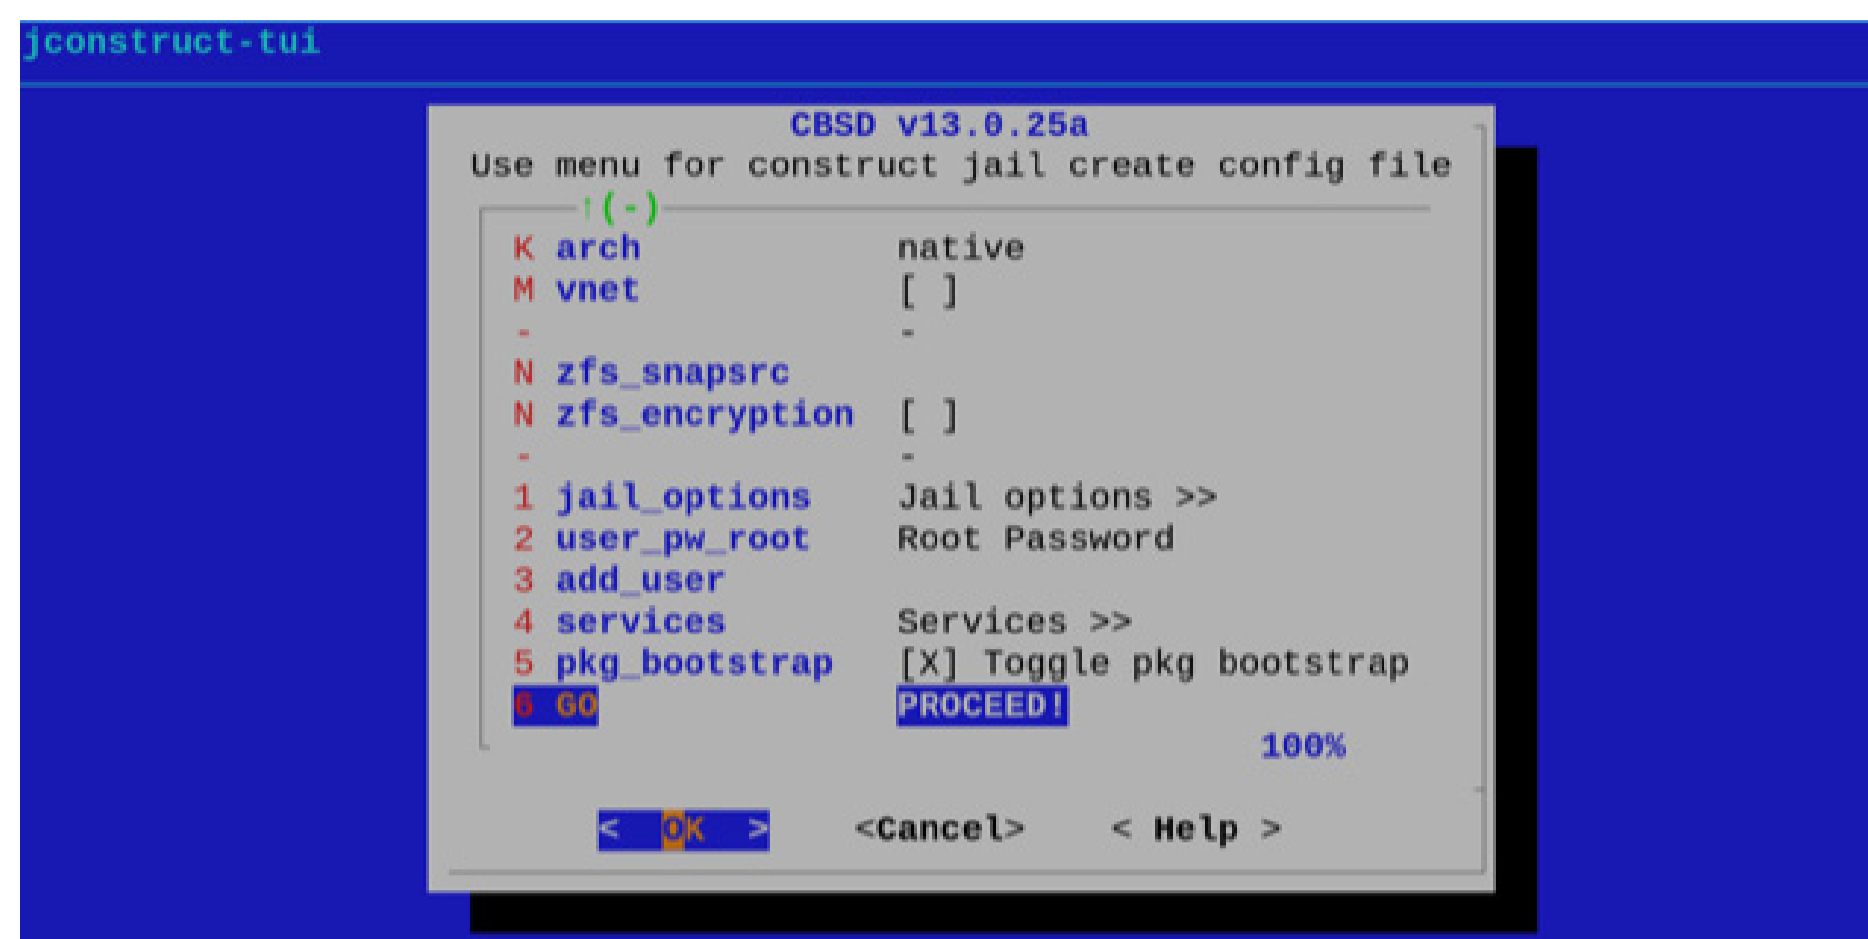 jconstruct-tui
CBSD v13.0.25a
Use menu for construct jail create config file
↑(-)
K arch native
M vnet [ ]
- -
N zfs_snapsrc
N zfs_encryption [ ]
- -
1 jail_options Jail options >>
2 user_pw_root Root Password
3 add_user
4 services Services >>
5 pkg_bootstrap [X] Toggle pkg bootstrap
6 GO PROCEED!
100%
< OK > <Cancel> < Help >